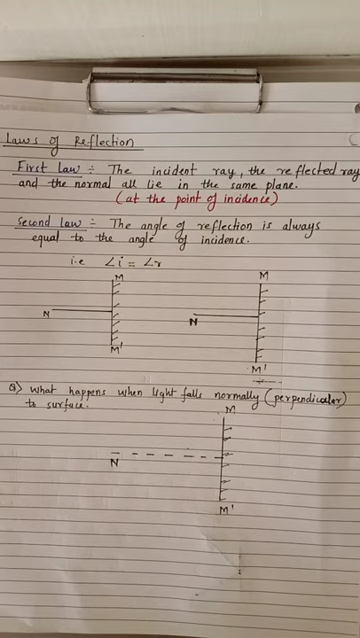 Laws of Reflection
First law :- The incident ray, the reflected ray
and the normal all lie in the same plane.
(at the point of incidence)
Second law :- The angle of reflection is always
equal to the angle of incidence.
i.e ∠i = ∠r
M M
N N
M' M'
Q) What happens when light falls normally (perpendicular)
to surface.
M
N
M'